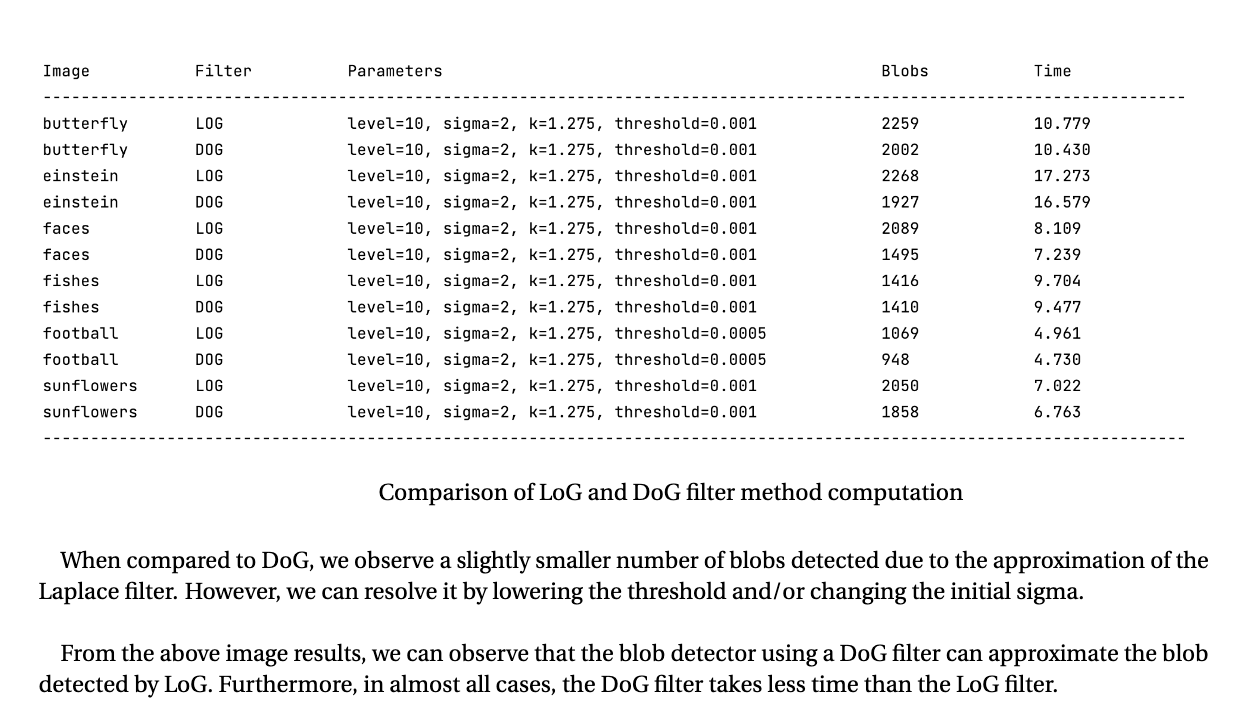 Image Filter Parameters Blobs Time
butterfly LOG level=10, sigma=2, k=1.275, threshold=0.001 2259 10.779
butterfly DOG level=10, sigma=2, k=1.275, threshold=0.001 2002 10.430
einstein LOG level=10, sigma=2, k=1.275, threshold=0.001 2268 17.273
einstein DOG level=10, sigma=2, k=1.275, threshold=0.001 1927 16.579
faces LOG level=10, sigma=2, k=1.275, threshold=0.001 2089 8.109
faces DOG level=10, sigma=2, k=1.275, threshold=0.001 1495 7.239
fishes LOG level=10, sigma=2, k=1.275, threshold=0.001 1416 9.704
fishes DOG level=10, sigma=2, k=1.275, threshold=0.001 1410 9.477
football LOG level=10, sigma=2, k=1.275, threshold=0.0005 1069 4.961
football DOG level=10, sigma=2, k=1.275, threshold=0.0005 948 4.730
sunflowers LOG level=10, sigma=2, k=1.275, threshold=0.001 2050 7.022
sunflowers DOG level=10, sigma=2, k=1.275, threshold=0.001 1858 6.763
Comparison of LoG and DoG filter method computation
When compared to DoG, we observe a slightly smaller number of blobs detected due to the approximation of the
Laplace filter. However, we can resolve it by lowering the threshold and/or changing the initial sigma.
From the above image results, we can observe that the blob detector using a DoG filter can approximate the blob
detected by LoG. Furthermore, in almost all cases, the DoG filter takes less time than the LoG filter.